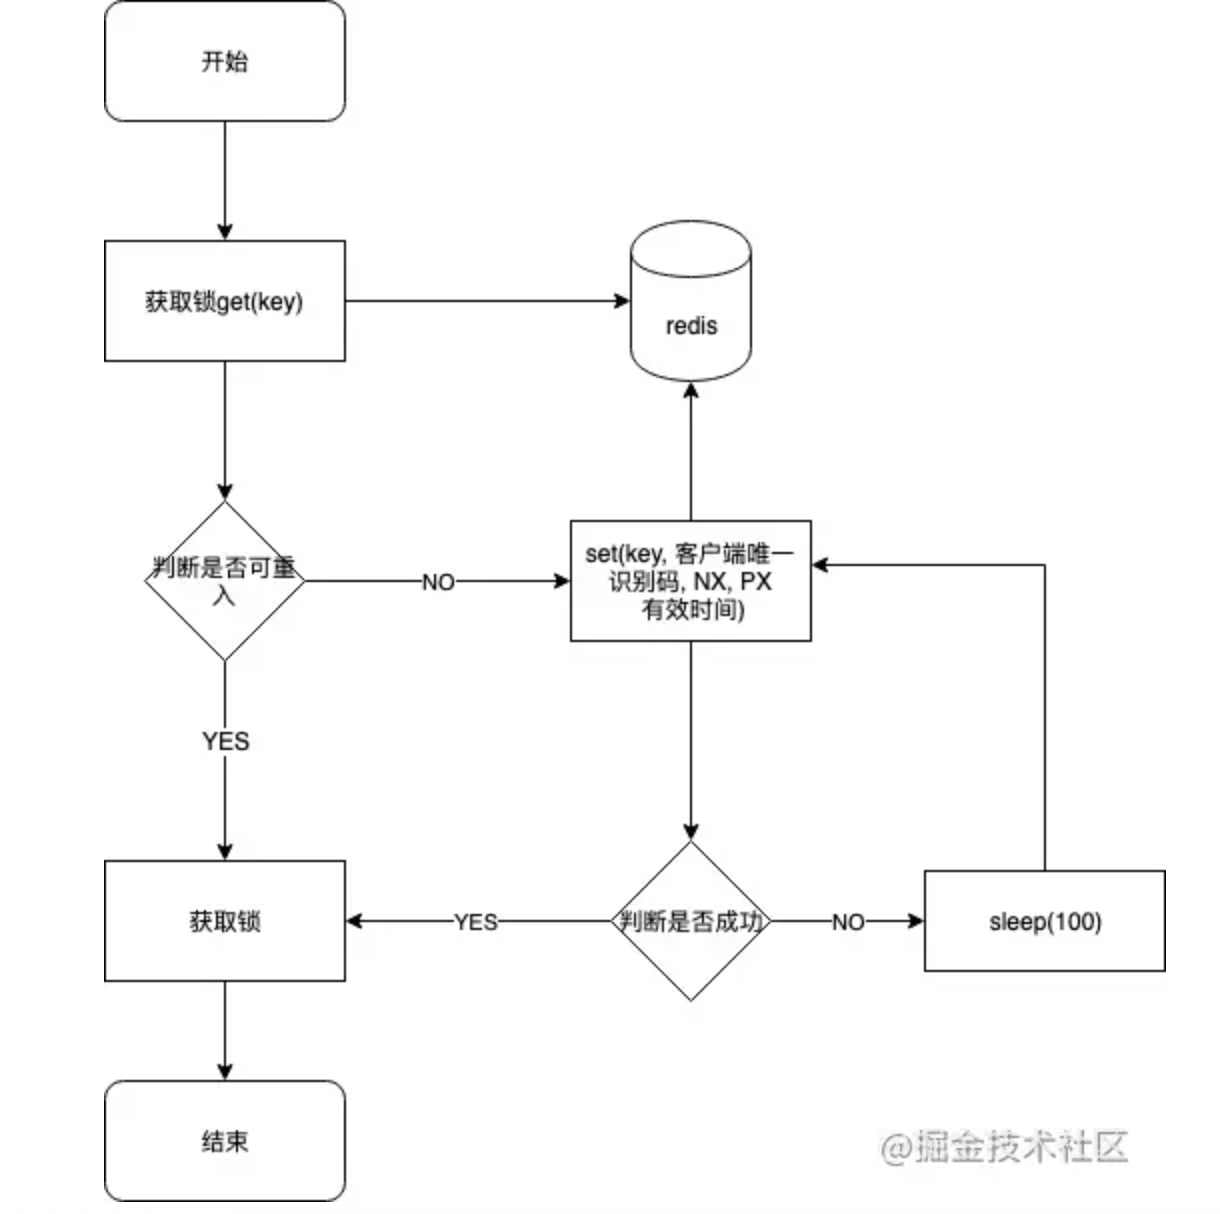 开始
获取锁get(key)
redis
判断是否可重
入
NO
set(key, 客户端唯一
识别码, NX, PX
有效时间)
YES
获取锁
YES
判断是否成功
NO
sleep(100)
结束
@掘金技术社区